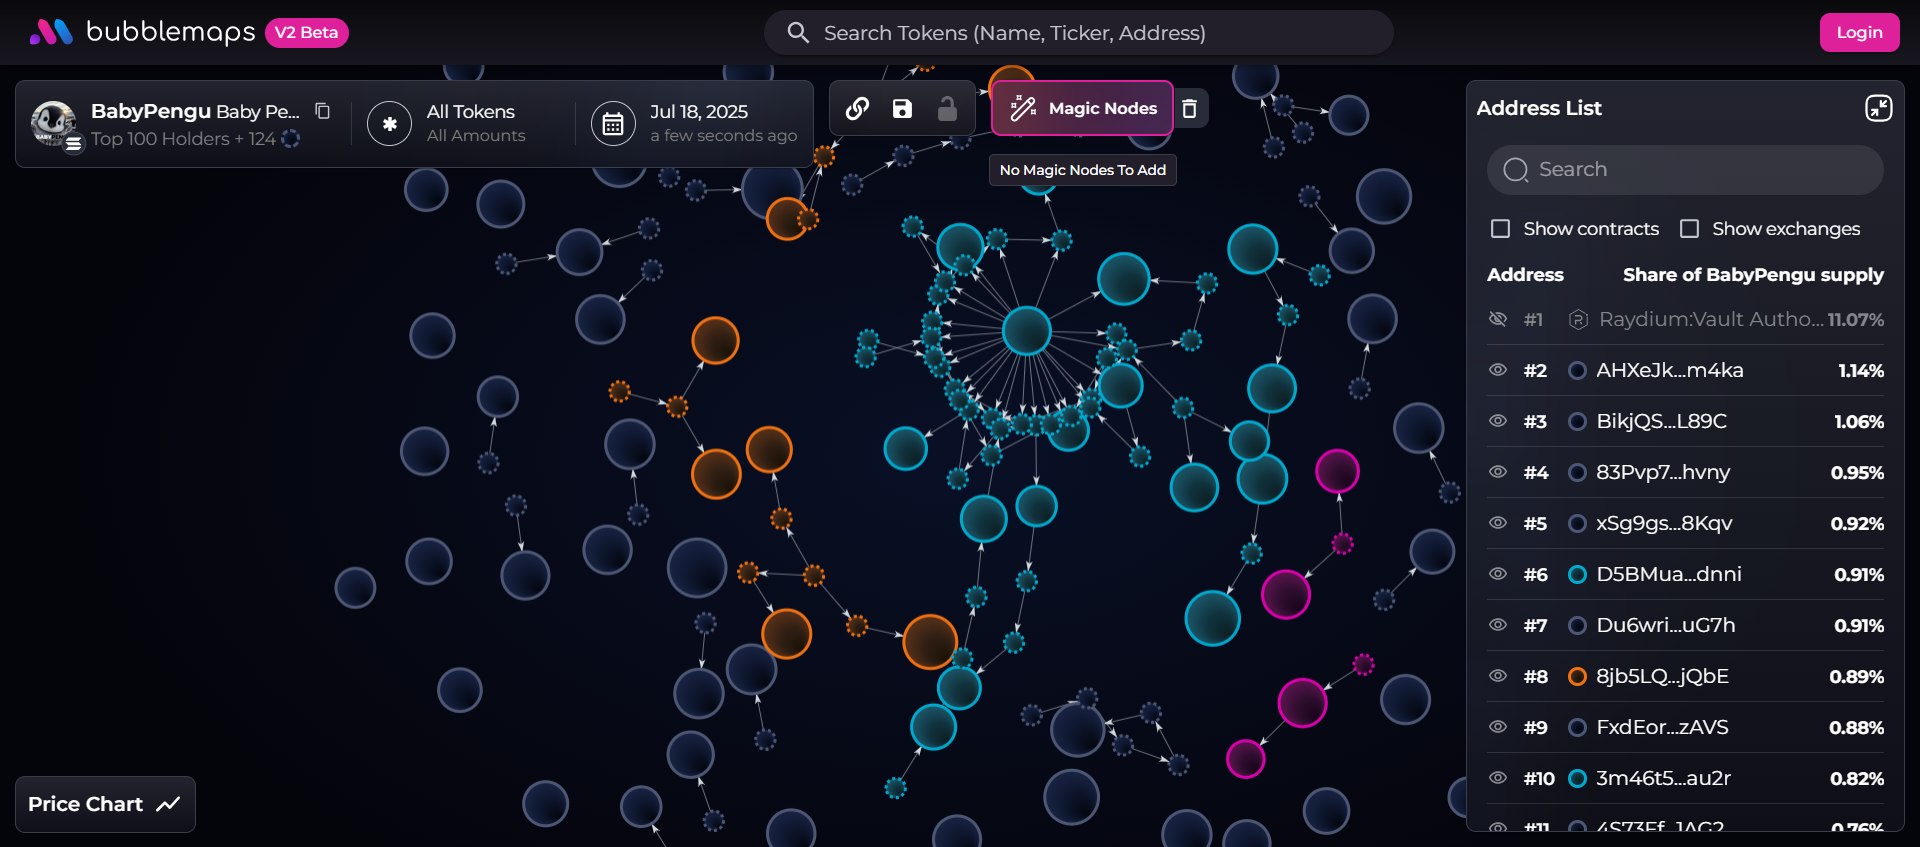 bubblemaps V2 Beta
Search Tokens (Name, Ticker, Address)
Login
BabyPengu Baby Pe...
Top 100 Holders + 124
All Tokens
All Amounts
Jul 18, 2025
a few seconds ago
Magic Nodes
No Magic Nodes To Add
Address List
Search
Show contracts
Show exchanges
Address Share of BabyPengu supply
#1 Raydium:Vault Autho... 11.07%
#2 AHXeJk...m4ka 1.14%
#3 BikjQS...L89C 1.06%
#4 83Pvp7...hvny 0.95%
#5 xSg9gs...8Kqv 0.92%
#6 D5BMua...dnni 0.91%
#7 Du6wri...uG7h 0.91%
#8 8jb5LQ...jQbE 0.89%
#9 FxdEor...zAVS 0.88%
#10 3m46t5...au2r 0.82%
#11 0.76%
Price Chart